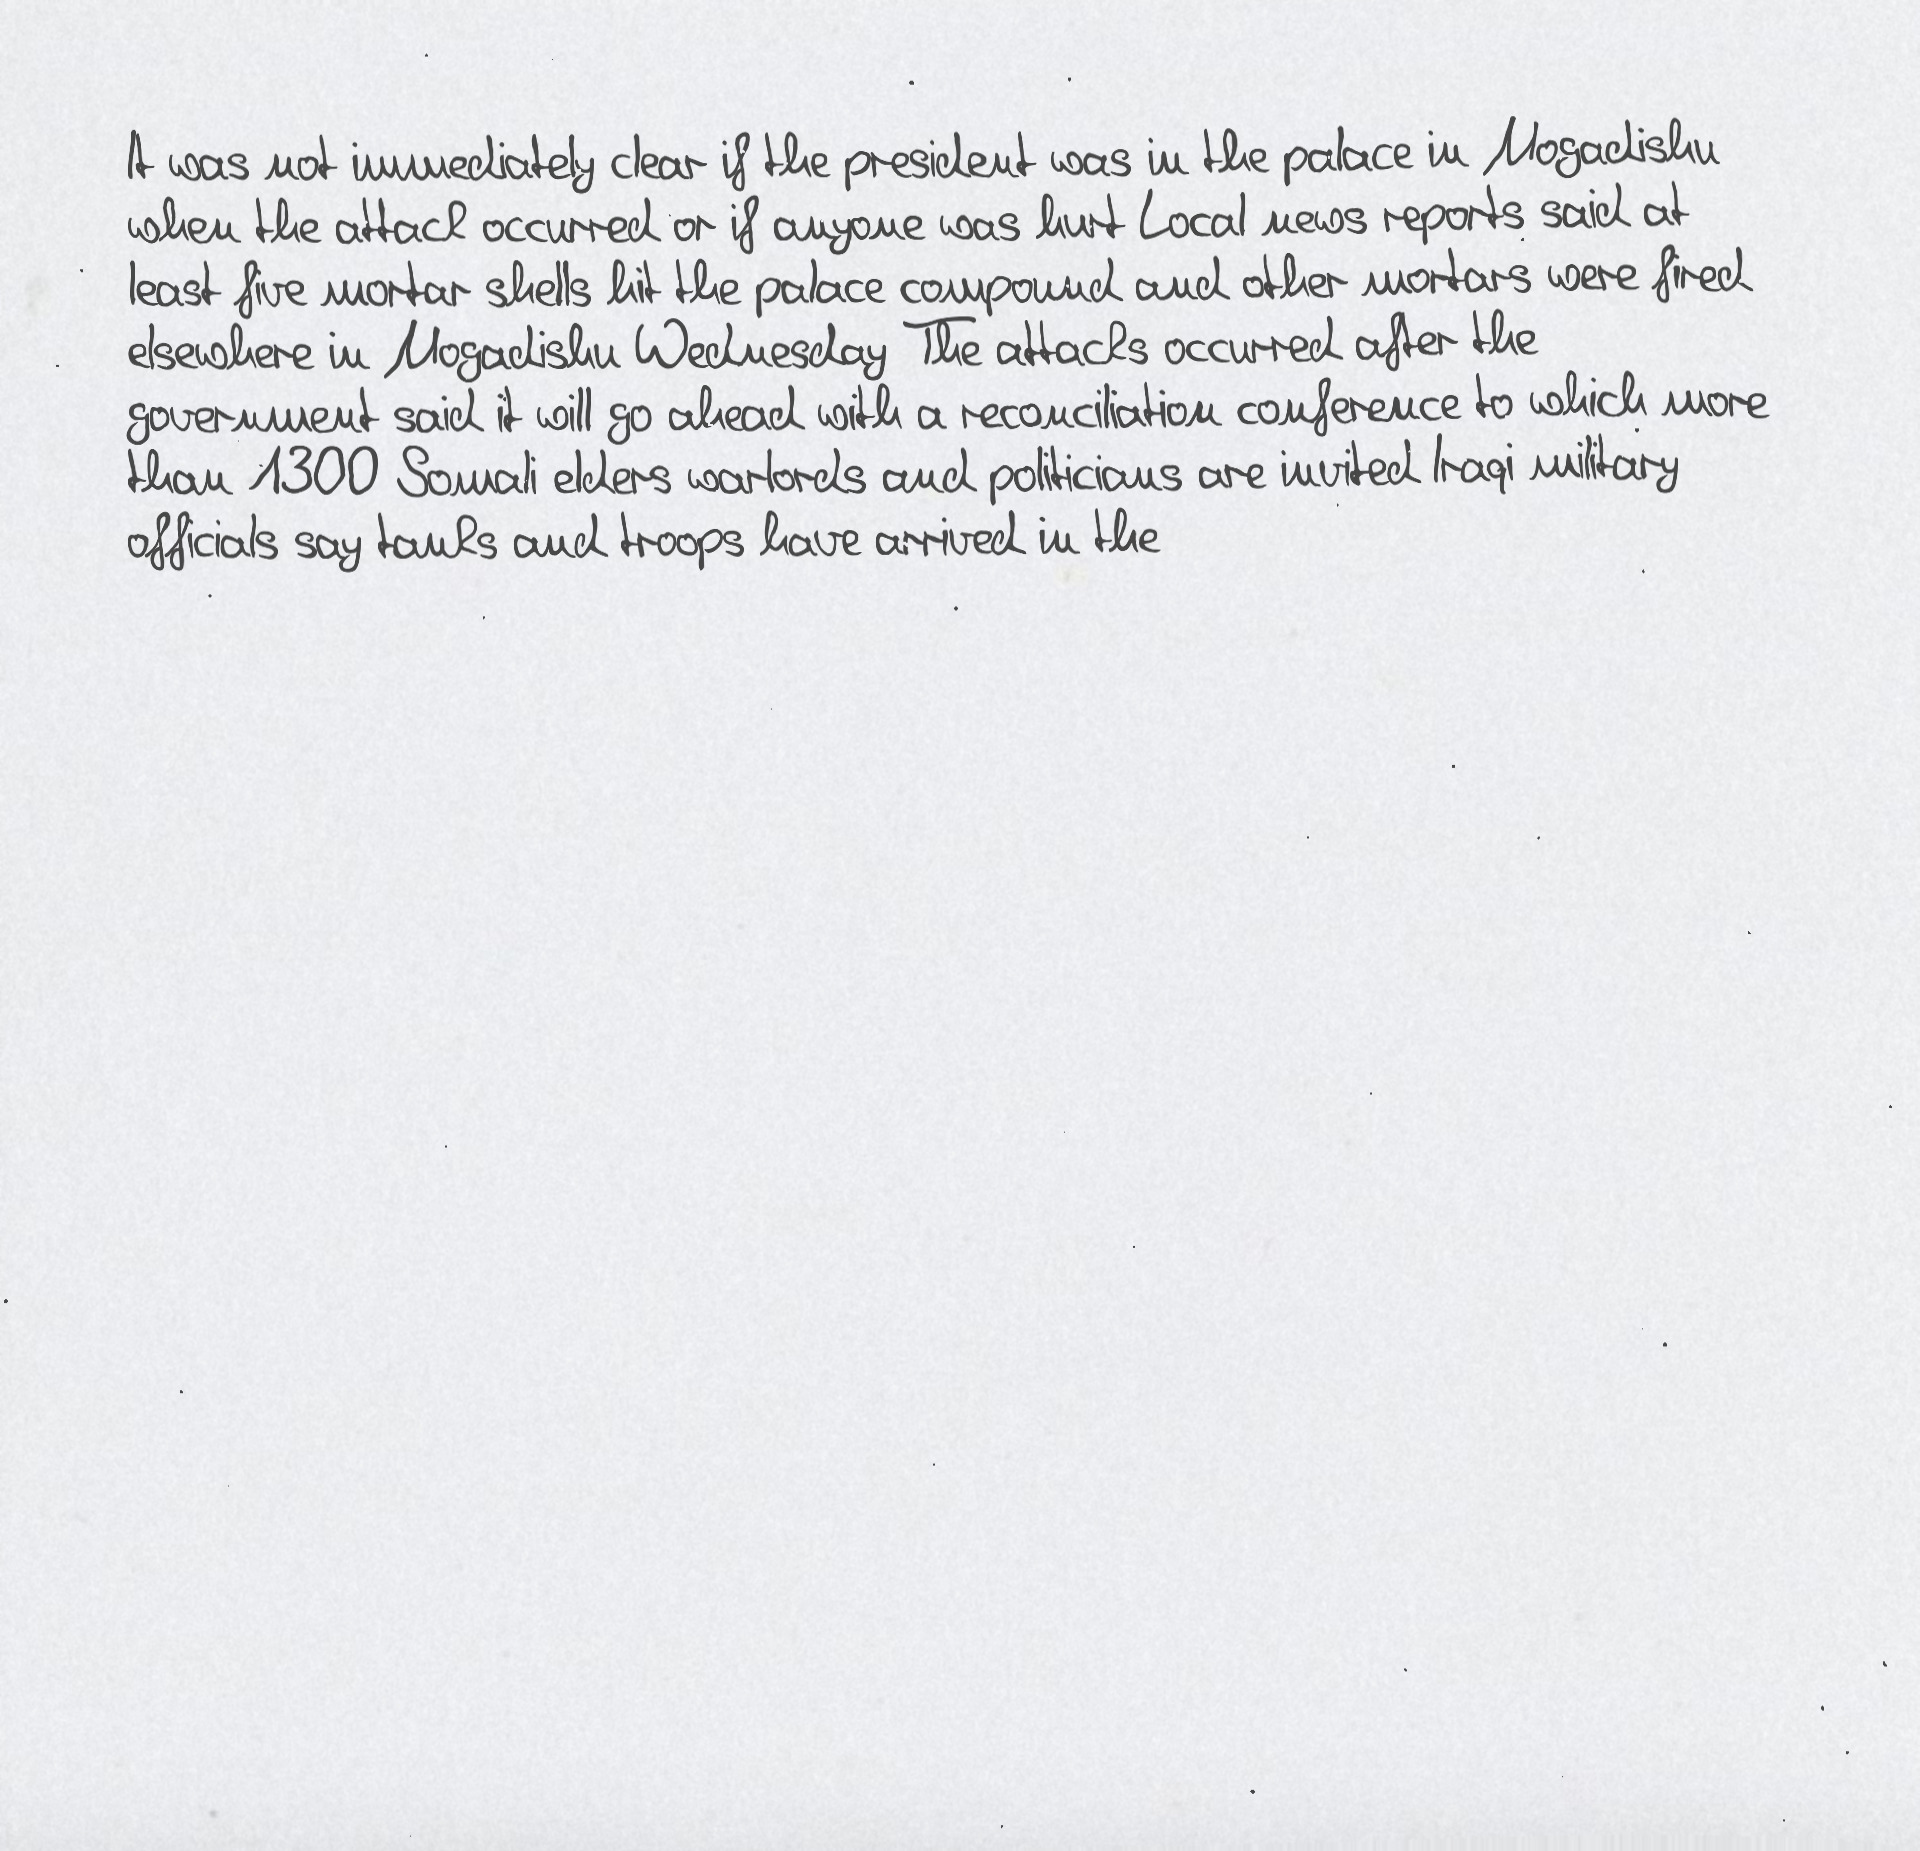 It was not immediately clear if the president was in the palace in Mogadishu
when the attack occurred or if anyone was hurt Local news reports said at
least five mortar shells hit the palace compound and other mortars were fired
elsewhere in Mogadishu Wednesday The attacks occurred after the
government said it will go ahead with a reconciliation conference to which more
than 1300 Somali elders warlords and politicians are invited Iraqi military
officials say tanks and troops have arrived in the